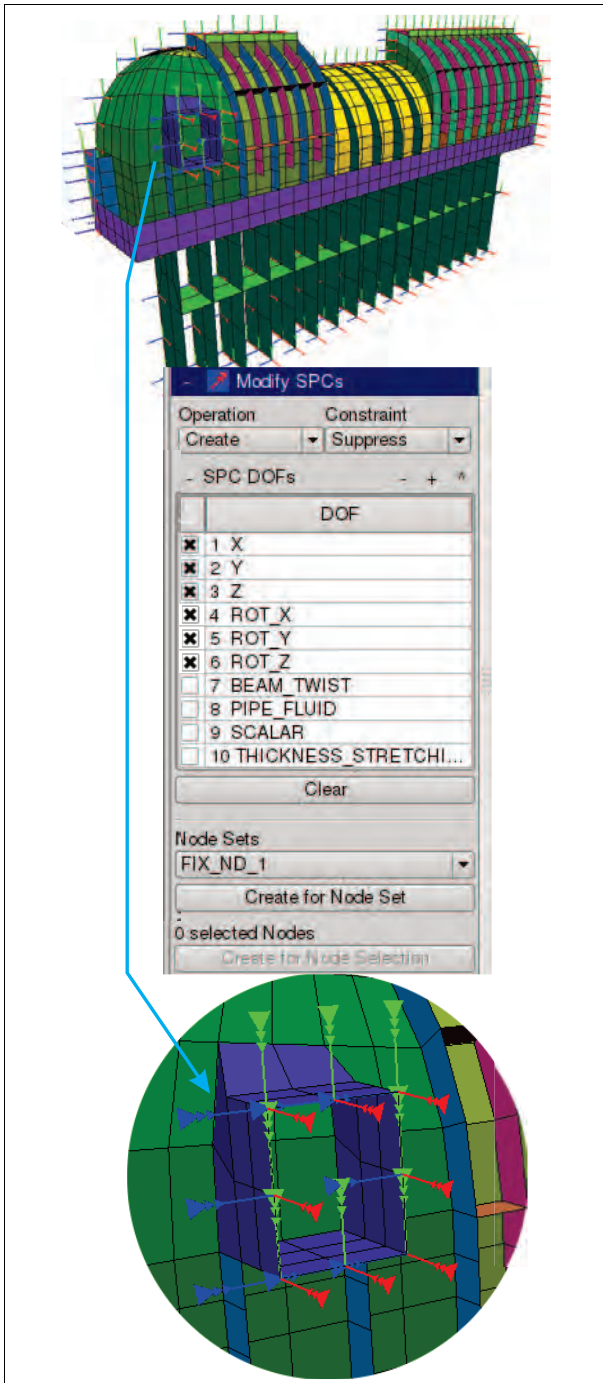 - Modify SPCs
Operation Constraint
Create Suppress
- SPC DOFs - + ^
DOF
1 X
2 Y
3 Z
4 ROT_X
5 ROT_Y
6 ROT_Z
7 BEAM_TWIST
8 PIPE_FLUID
9 SCALAR
10 THICKNESS_STRETCHI...
Clear
Node Sets
FIX_ND_1
Create for Node Set
0 selected Nodes
Create for Node Selection